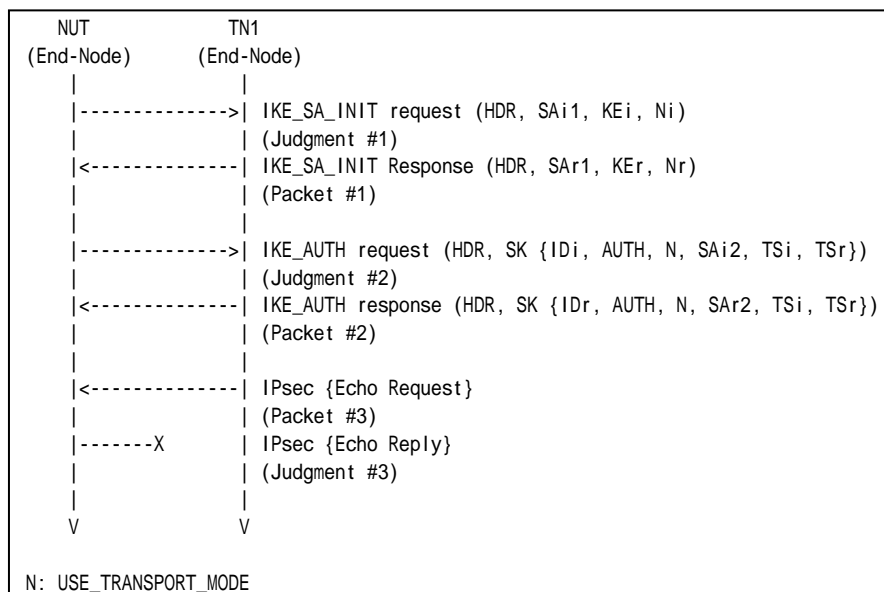 NUT TN1
(End-Node) (End-Node)
| |
|-------------->| IKE_SA_INIT request (HDR, SAi1, KEi, Ni)
| | (Judgment #1)
|<--------------| IKE_SA_INIT Response (HDR, SAr1, KEr, Nr)
| | (Packet #1)
| |
|-------------->| IKE_AUTH request (HDR, SK {IDi, AUTH, N, SAi2, TSi, TSr})
| | (Judgment #2)
|<--------------| IKE_AUTH response (HDR, SK {IDr, AUTH, N, SAr2, TSi, TSr})
| | (Packet #2)
| |
|<--------------| IPsec {Echo Request}
| | (Packet #3)
|-------X | IPsec {Echo Reply}
| | (Judgment #3)
| |
V V
N: USE_TRANSPORT_MODE